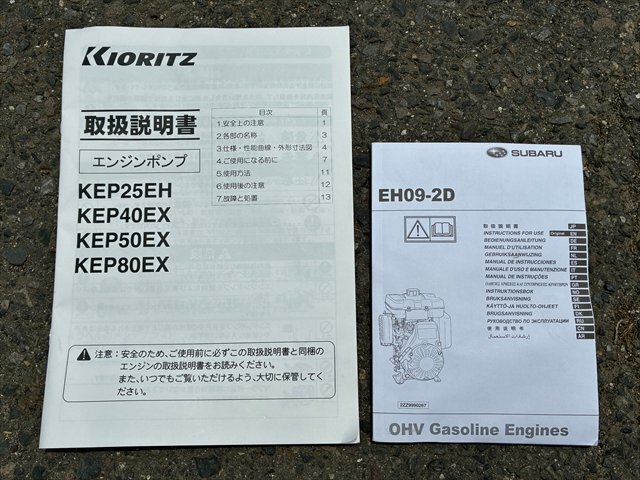 KIORITZ
取扱説明書
エンジンポンプ
KEP25EH
KEP40EX
KEP50EX
KEP80EX
目次 頁
1.安全上の注意 1
2.各部の名称 3
3.仕様・性能曲線・外形寸法図 4
4.ご使用になる前に 7
5.使用方法 11
6.使用後の注意 12
7.故障と処置 13
注意：安全のため、ご使用前に必ずこの取扱説明書と同梱の
エンジンの取扱説明書をお読みください。
また、いつでもご覧いただけるよう、大切に保管してく
ださい。
SUBARU
EH09-2D
取扱説明書 JP
INSTRUCTIONS FOR USE Original EN
BEDIENUNGSANLEITUNG DE
MANUEL D'UTILISATION FR
GEBRUIKSAANWIJZING NL
MANUAL DE INSTRUCCIONES ES
MANUALE D'USO E MANUTENZIONE IT
MANUAL DE INSTRUÇÕES PT
GR
INSTRUKTIONSBOK NO
BRUKSANVISNING SE
KÄYTTÖ-JA HUOLTO-OHJEET FI
BRUGSANVISNING DK
РУКОВОДСТВО ПО ЭКСПЛУАТАЦИИ RU
使用说明书 CN
إرشادات الاستعمال AR
2ZZ9990267
OHV Gasoline Engines